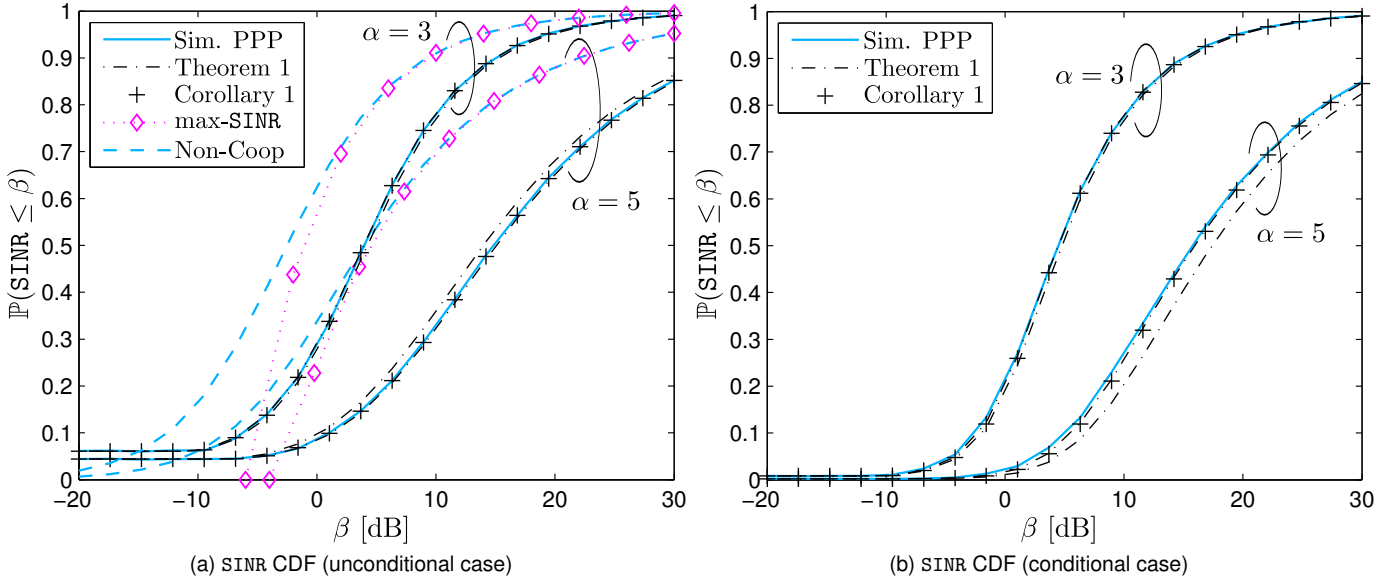 1
0.9
0.8
0.7
0.6
0.5
0.4
0.3
0.2
0.1
0
ℙ(SINR ≤ β)
Sim. PPP
Theorem 1
Corollary 1
max-SINR
Non-Coop
α = 3
α = 5
−20
−10
0
10
20
30
β [dB]
(a) SINR CDF (unconditional case)
1
0.9
0.8
0.7
0.6
0.5
0.4
0.3
0.2
0.1
0
ℙ(SINR ≤ β)
Sim. PPP
Theorem 1
Corollary 1
α = 3
α = 5
−20
−10
0
10
20
30
β [dB]
(b) SINR CDF (conditional case)